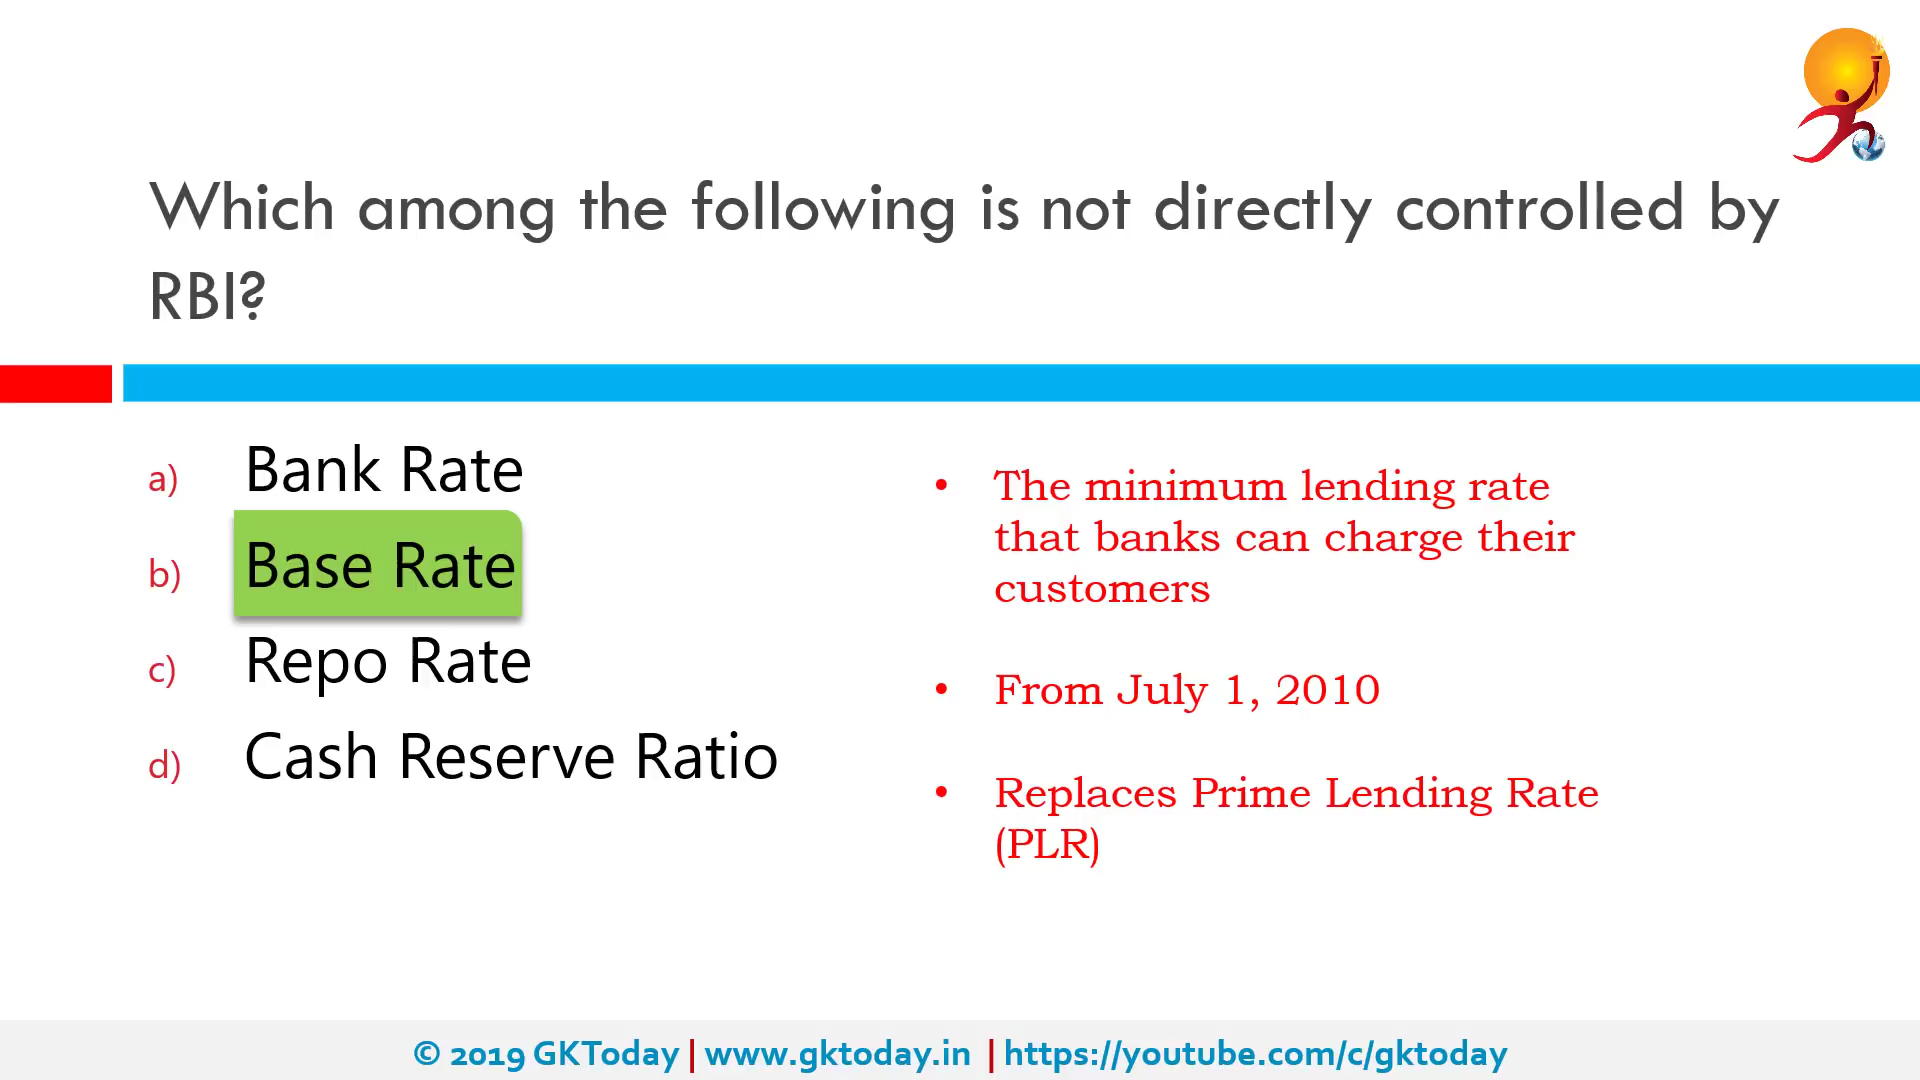 Which among the following is not directly controlled by
RBI?
a) Bank Rate
b) Base Rate
c) Repo Rate
d) Cash Reserve Ratio
• The minimum lending rate
that banks can charge their
customers
• From July 1, 2010
• Replaces Prime Lending Rate
(PLR)
© 2019 GKToday | www.gktoday.in | https://youtube.com/c/gktoday